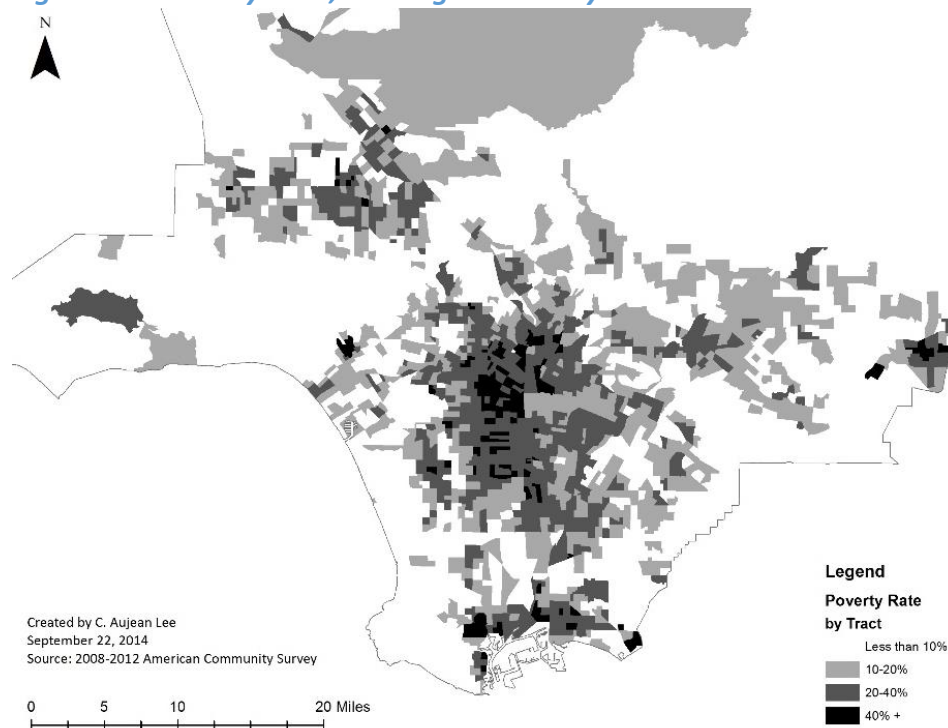 N
Created by C. Aujean Lee
September 22, 2014
Source: 2008-2012 American Community Survey
0 5 10 20 Miles
Legend
Poverty Rate
by Tract
Less than 10%
10-20%
20-40%
40% +